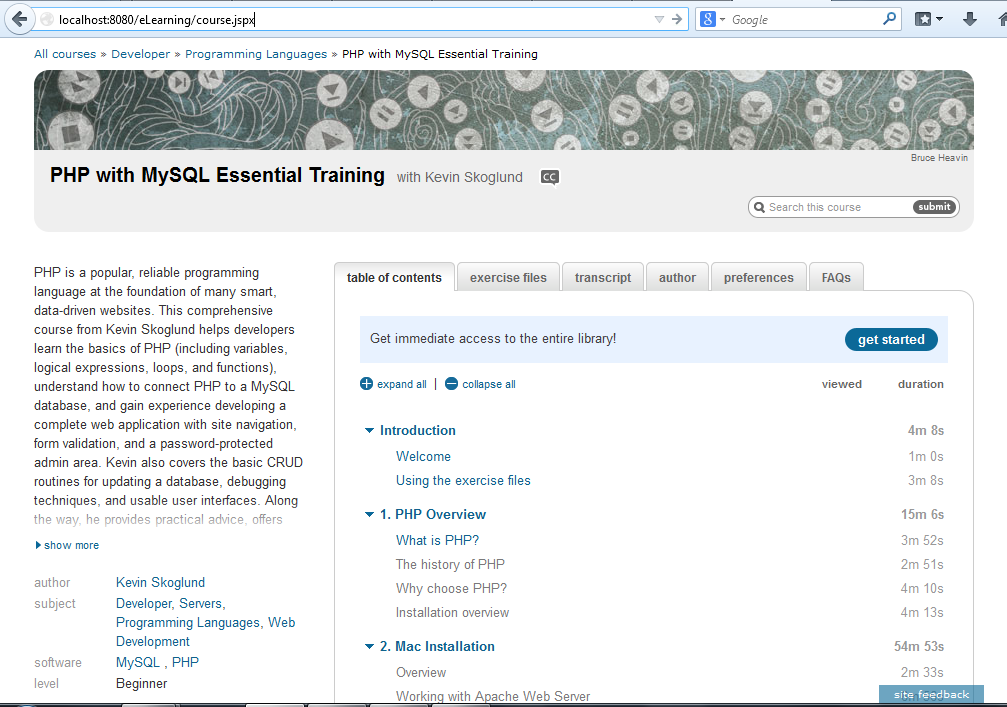 localhost:8080/eLearning/course.jspx
8 Google
All courses » Developer » Programming Languages » PHP with MySQL Essential Training
Bruce Heavin
PHP with MySQL Essential Training with Kevin Skoglund CC
Search this course submit
PHP is a popular, reliable programming
language at the foundation of many smart,
data-driven websites. This comprehensive
course from Kevin Skoglund helps developers
learn the basics of PHP (including variables,
logical expressions, loops, and functions),
understand how to connect PHP to a MySQL
database, and gain experience developing a
complete web application with site navigation,
form validation, and a password-protected
admin area. Kevin also covers the basic CRUD
routines for updating a database, debugging
techniques, and usable user interfaces. Along
the way, he provides practical advice, offers
show more
author Kevin Skoglund
subject Developer, Servers,
Programming Languages, Web
Development
software MySQL , PHP
level Beginner
table of contents exercise files transcript author preferences FAQs
Get immediate access to the entire library! get started
expand all | collapse all viewed duration
Introduction 4m 8s
Welcome 1m 0s
Using the exercise files 3m 8s
1. PHP Overview 15m 6s
What is PHP? 3m 52s
The history of PHP 2m 51s
Why choose PHP? 4m 10s
Installation overview 4m 13s
2. Mac Installation 54m 53s
Overview 2m 33s
Working with Apache Web Server
site feedback